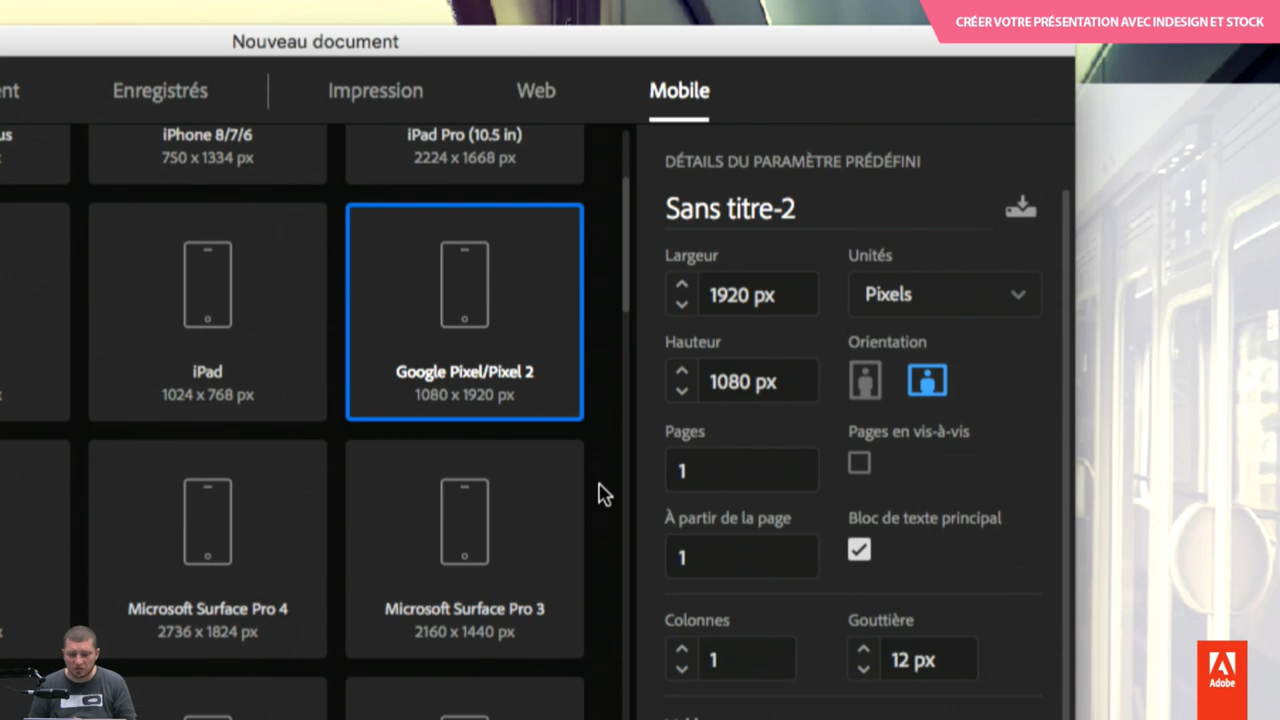 CRÉER VOTRE PRÉSENTATION AVEC INDESIGN ET STOCK
Nouveau document
nt
Enregistrés
Impression
Web
Mobile
us
iPhone 8/7/6
750 x 1334 px
iPad Pro (10.5 in)
2224 x 1668 px
iPad
1024 x 768 px
Google Pixel/Pixel 2
1080 x 1920 px
Microsoft Surface Pro 4
2736 x 1824 px
Microsoft Surface Pro 3
2160 x 1440 px
DÉTAILS DU PARAMÈTRE PRÉDÉFINI
Sans titre-2
Largeur
Unités
1920 px
Pixels
Hauteur
Orientation
1080 px
Pages
Pages en vis-à-vis
1
À partir de la page
Bloc de texte principal
1
Colonnes
Gouttière
1
12 px
Adobe